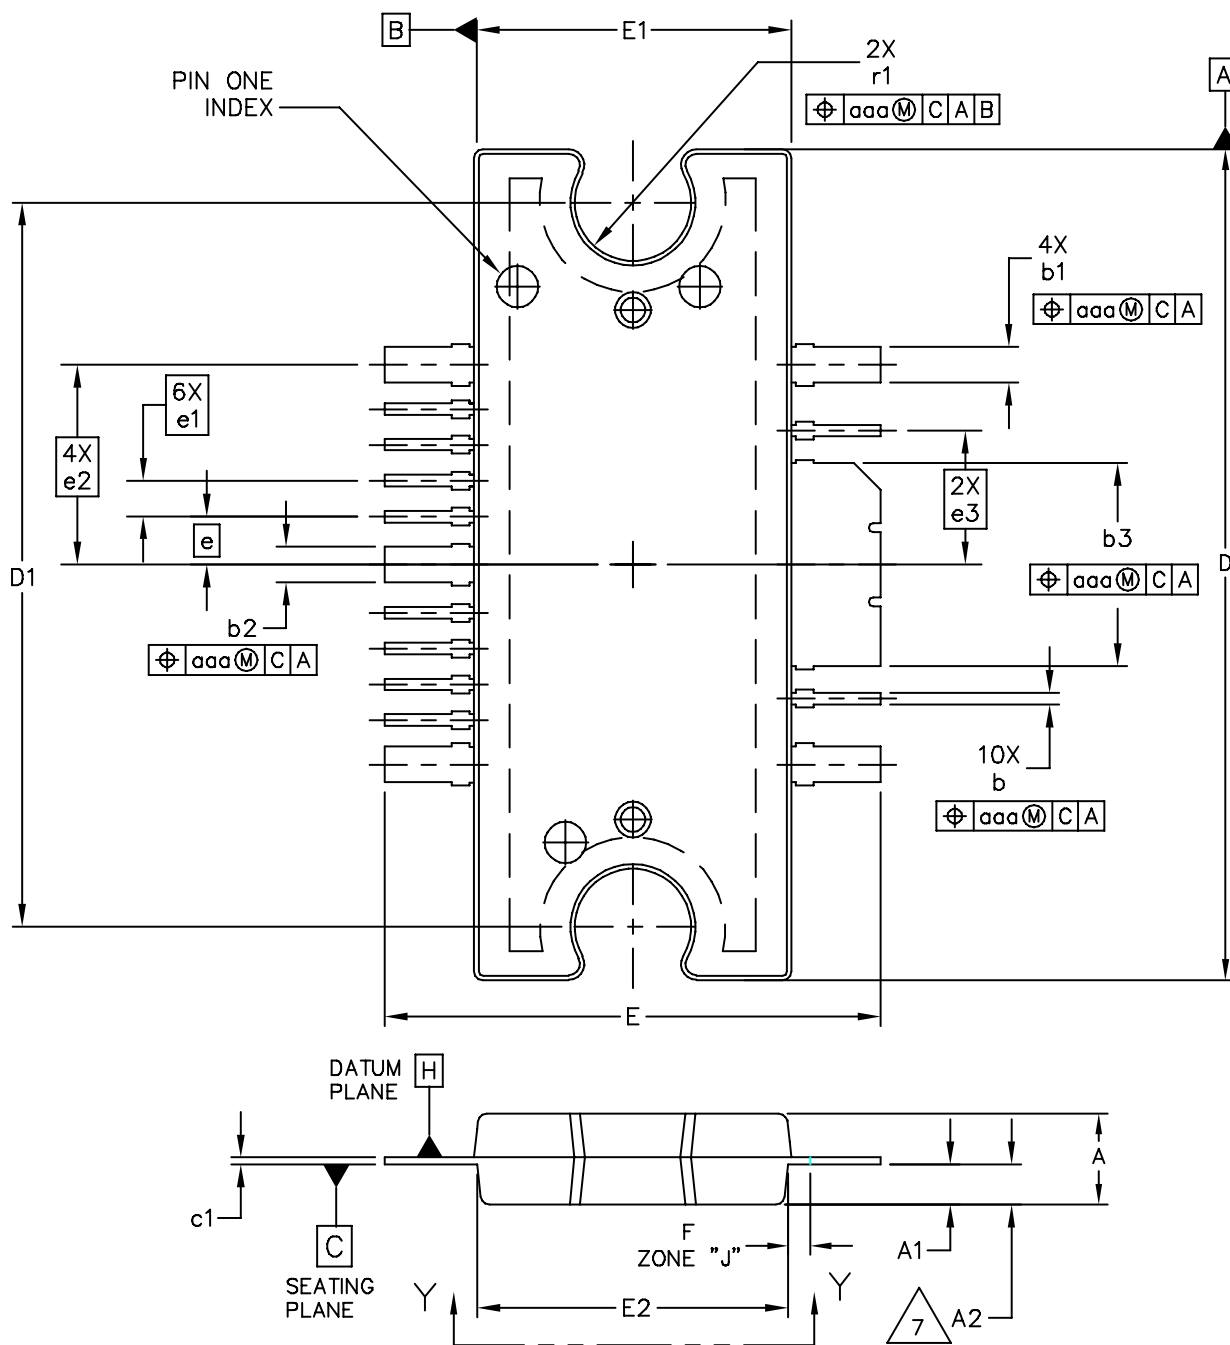 B
E1
2X
r1
⌖ aaa Ⓜ C A B
A
PIN ONE
INDEX
4X
b1
⌖ aaa Ⓜ C A
6X
e1
4X
e2
2X
e3
e
b3
⌖ aaa Ⓜ C A
D1
D
b2
⌖ aaa Ⓜ C A
10X
b
⌖ aaa Ⓜ C A
E
DATUM
PLANE
H
A
c1
C
SEATING
PLANE
F
ZONE "J"
A1
Y
Y
E2
7
A2